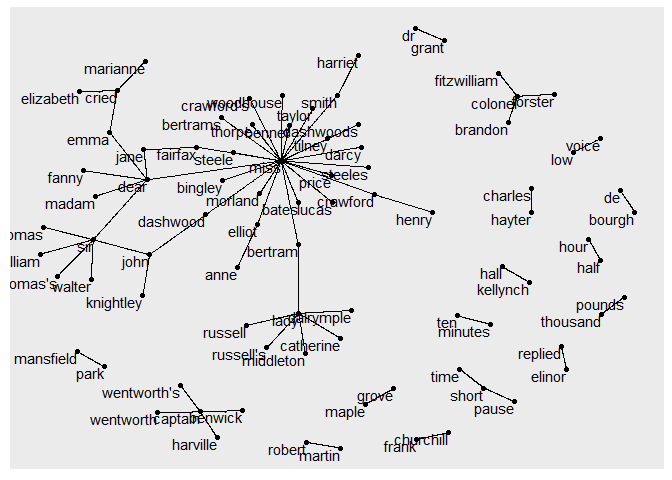 dr
grant
harriet
marianne
fitzwilliam
elizabeth
cried
woodhouse
crawford's
smith
colonel
forster
taylor
bertrams
thorpe
bennet
dashwoods
brandon
emma
tilney
voice
jane
fairfax
steele
darcy
low
miss
fanny
dear
bingley
price
steeles
charles
de
madam
morland
crawford
dashwood
bates
lucas
henry
hayter
bourgh
omas
elliot
sir
bertram
hour
lliam
john
half
anne
hall
omas's
walter
kellynch
knightley
pounds
lady
dalrymple
ten
thousand
russell
minutes
catherine
mansfield
russell's
middleton
replied
park
time
elinor
wentworth's
grove
short
wentworth
captain
benwick
maple
pause
harville
robert
churchill
martin
frank